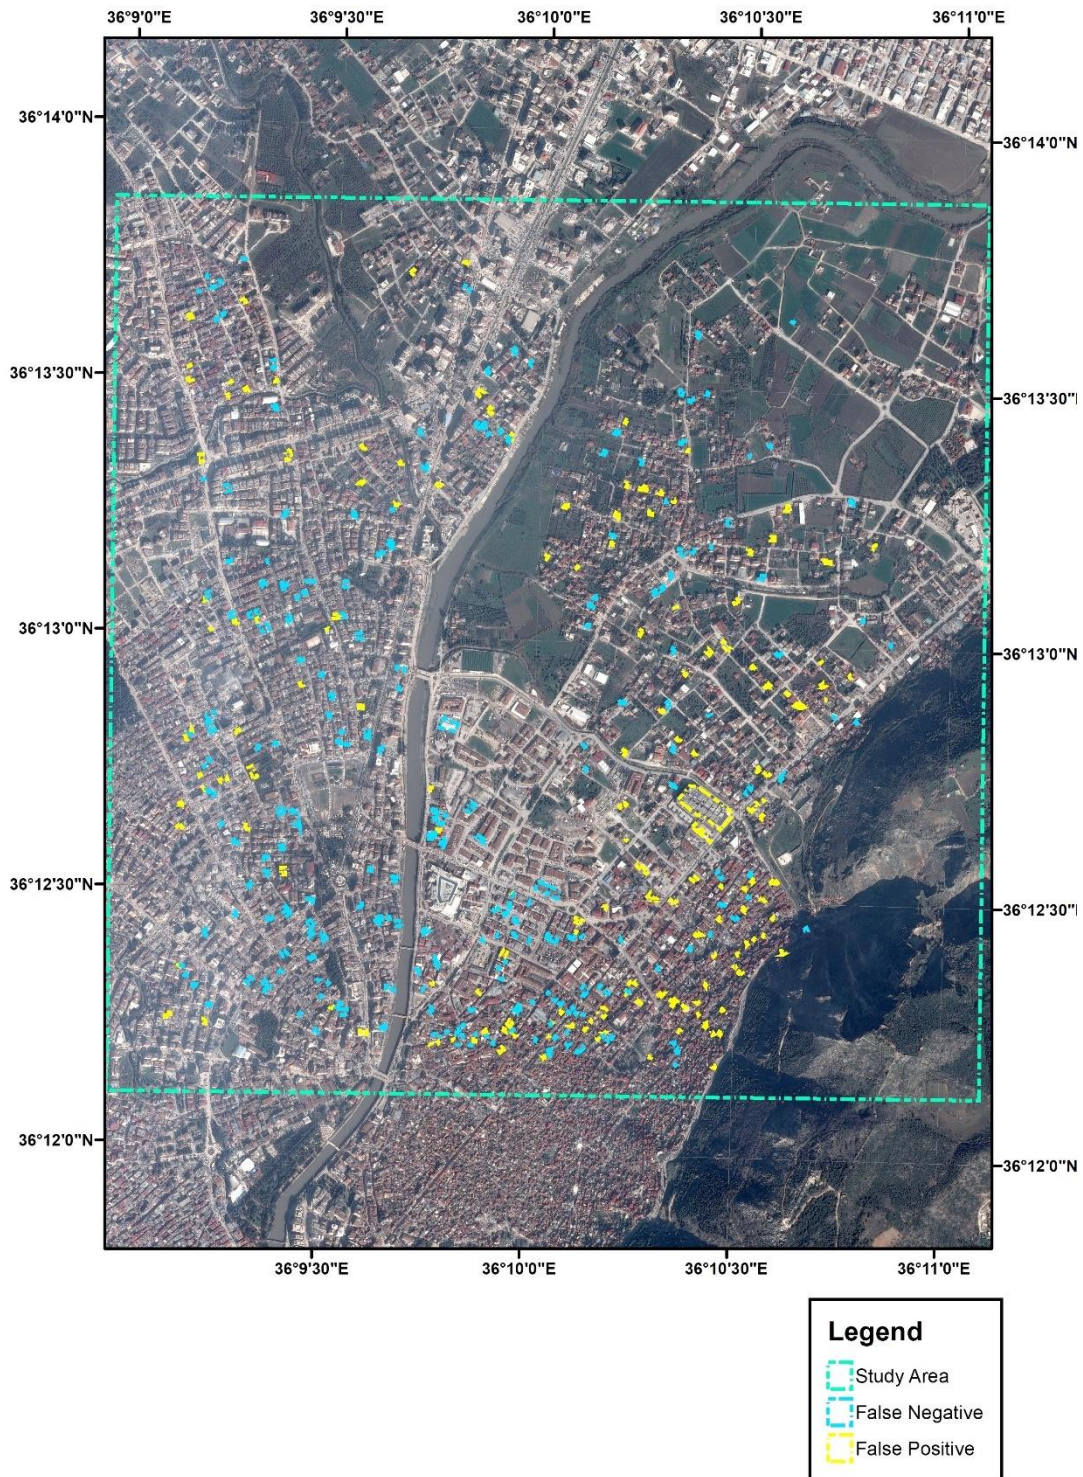 36°9'0"E 36°9'30"E 36°10'0"E 36°10'30"E 36°11'0"E
36°14'0"N
36°14'0"N
36°13'30"N
36°13'30"N
36°13'0"N
36°13'0"N
36°12'30"N
36°12'30"N
36°12'0"N
36°12'0"N
36°9'30"E 36°10'0"E 36°10'30"E 36°11'0"E
Legend
Study Area
False Negative
False Positive